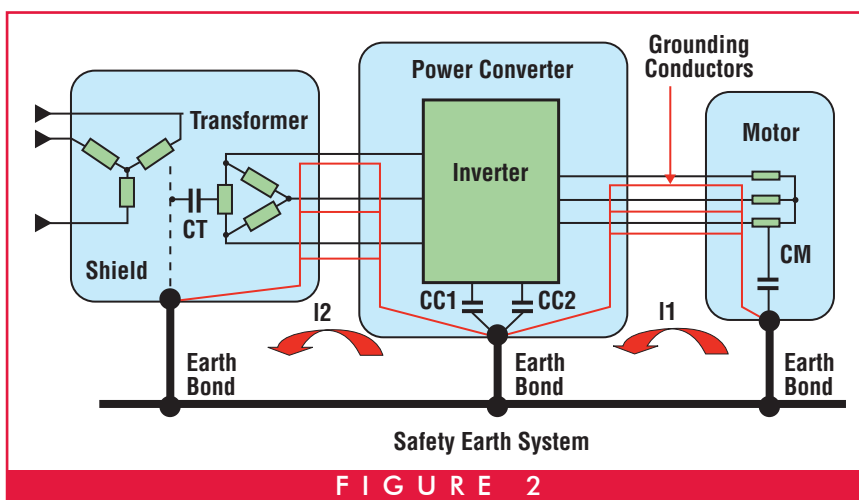 Grounding
Conductors
Power Converter
Transformer
Motor
Inverter
CT
Shield
CM
CC1
CC2
I2
I1
Earth
Bond
Earth
Bond
Earth
Bond
Safety Earth System
FIGURE 2